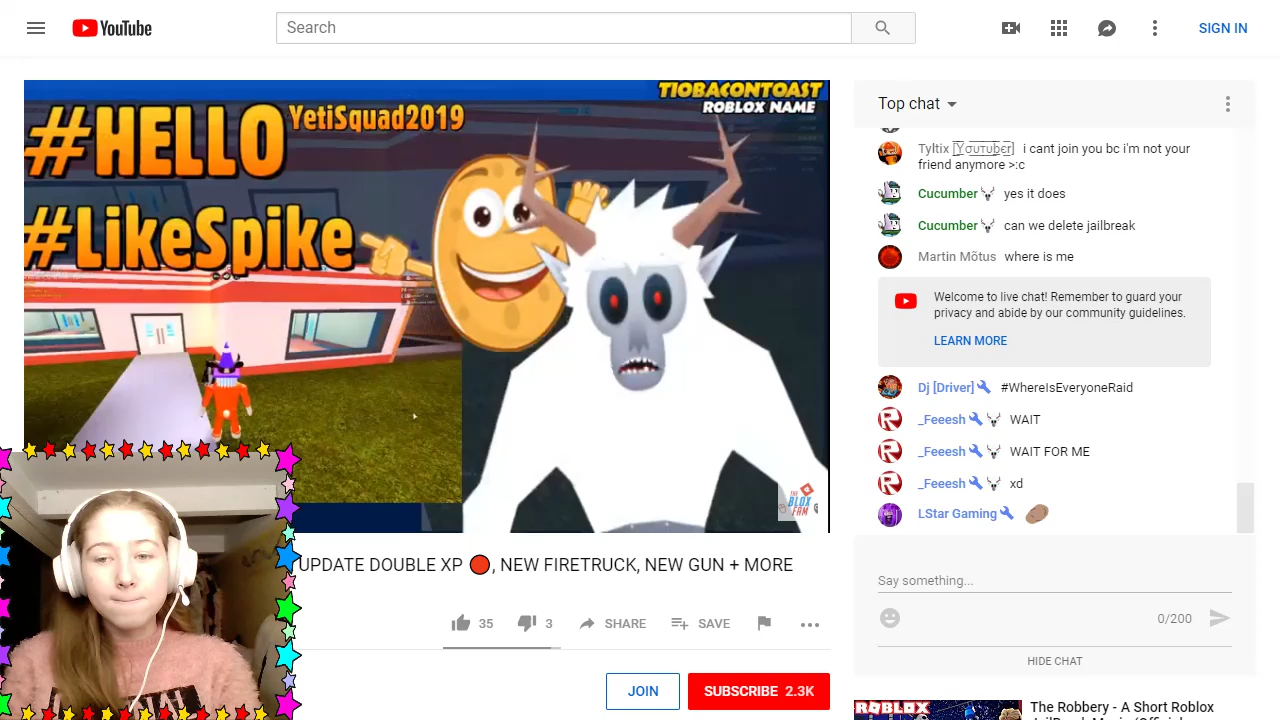 YouTube
Search
SIGN IN
TIOBACONTOAST
ROBLOX NAME
#HELLO
YetiSquad2019
#LikeSpike
THE
BLOX
FAM
UPDATE DOUBLE XP 🔴, NEW FIRETRUCK, NEW GUN + MORE
35
3
SHARE
SAVE
JOIN
SUBSCRIBE 2.3K
Top chat
Tyltix i cant join you bc i'm not your
friend anymore >:c
Cucumber yes it does
Cucumber can we delete jailbreak
Martin Mõtus where is me
Welcome to live chat! Remember to guard your
privacy and abide by our community guidelines.
LEARN MORE
Dj [Driver] #WhereIsEveryoneRaid
_Feeesh WAIT
_Feeesh WAIT FOR ME
_Feeesh xd
LStar Gaming 🥔
Say something...
0/200
HIDE CHAT
ROBLOX
The Robbery - A Short Roblox